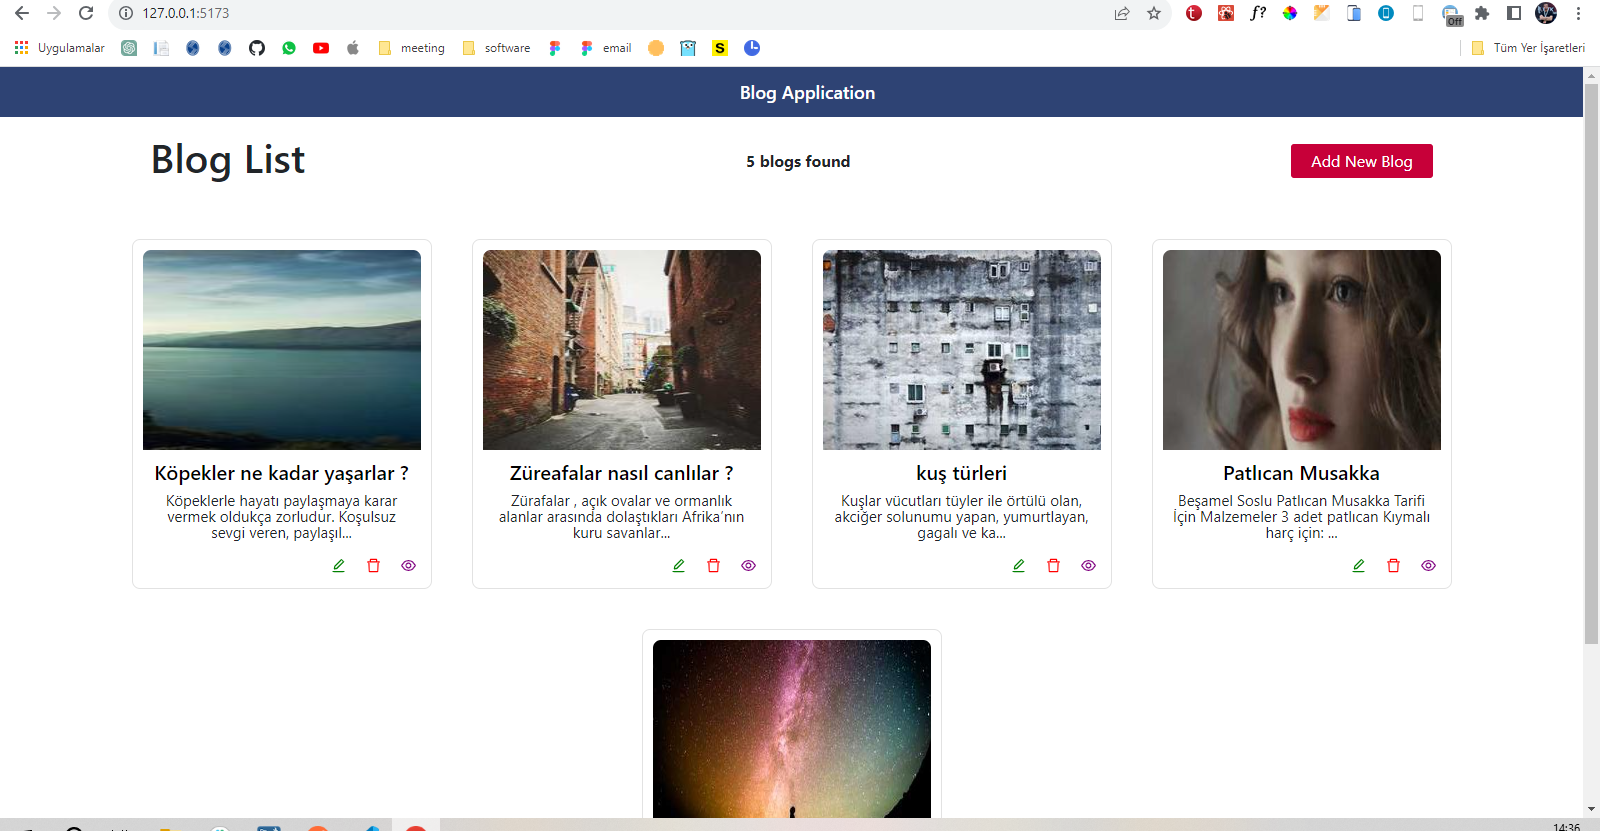 127.0.0.1:5173
f?
Off
Uygulamalar
meeting
software
email
S
Tüm Yer İşaretleri
Blog Application
Blog List
5 blogs found
Add New Blog
Köpekler ne kadar yaşarlar ?
Köpeklerle hayatı paylaşmaya karar
vermek oldukça zorludur. Koşulsuz
sevgi veren, paylaşıl...
Züreafalar nasıl canlılar ?
Zürafalar , açık ovalar ve ormanlık
alanlar arasında dolaştıkları Afrika'nın
kuru savanlar...
kuş türleri
Kuşlar vücutları tüyler ile örtülü olan,
akciğer solunumu yapan, yumurtlayan,
gagalı ve ka...
Patlıcan Musakka
Beşamel Soslu Patlıcan Musakka Tarifi
İçin Malzemeler 3 adet patlıcan Kıymalı
harç için: ...
14:36